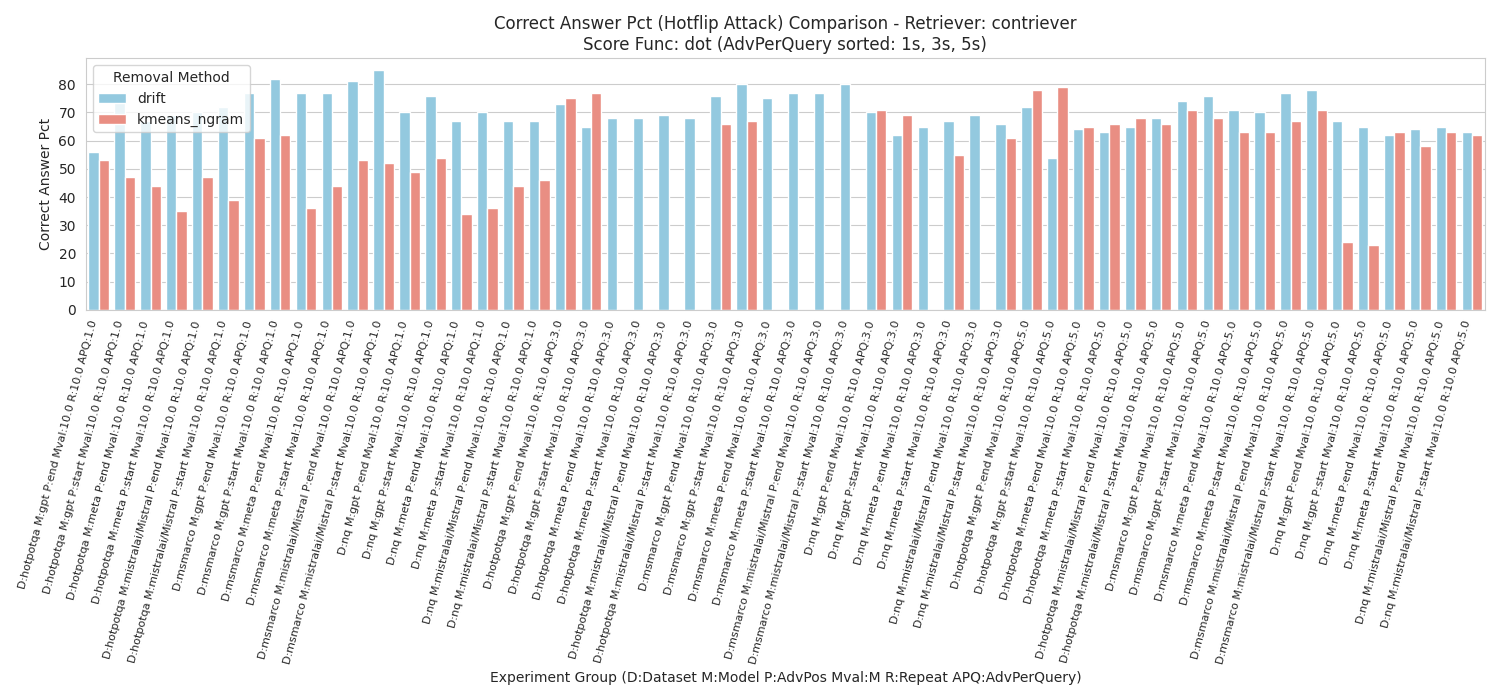 Correct Answer Pct (Hotflip Attack) Comparison - Retriever: contriever
Score Func: dot (AdvPerQuery sorted: 1s, 3s, 5s)
Removal Method
drift
kmeans_ngram
Correct Answer Pct
80
70
60
50
40
30
20
10
0
D:hotpotqa M:gpt P:end Mval:10.0 R:10.0 APQ:1.0
D:hotpotqa M:gpt P:start Mval:10.0 R:10.0 APQ:1.0
D:hotpotqa M:meta P:end Mval:10.0 R:10.0 APQ:1.0
D:hotpotqa M:meta P:start Mval:10.0 R:10.0 APQ:1.0
D:hotpotqa M:mistralai/Mistral P:end Mval:10.0 R:10.0 APQ:1.0
D:hotpotqa M:mistralai/Mistral P:start Mval:10.0 R:10.0 APQ:1.0
D:msmarco M:gpt P:end Mval:10.0 R:10.0 APQ:1.0
D:msmarco M:gpt P:start Mval:10.0 R:10.0 APQ:1.0
D:msmarco M:meta P:end Mval:10.0 R:10.0 APQ:1.0
D:msmarco M:meta P:start Mval:10.0 R:10.0 APQ:1.0
D:msmarco M:mistralai/Mistral P:end Mval:10.0 R:10.0 APQ:1.0
D:msmarco M:mistralai/Mistral P:start Mval:10.0 R:10.0 APQ:1.0
D:nq M:gpt P:end Mval:10.0 R:10.0 APQ:1.0
D:nq M:gpt P:start Mval:10.0 R:10.0 APQ:1.0
D:nq M:meta P:end Mval:10.0 R:10.0 APQ:1.0
D:nq M:meta P:start Mval:10.0 R:10.0 APQ:1.0
D:nq M:mistralai/Mistral P:end Mval:10.0 R:10.0 APQ:1.0
D:nq M:mistralai/Mistral P:start Mval:10.0 R:10.0 APQ:1.0
D:hotpotqa M:gpt P:end Mval:10.0 R:10.0 APQ:3.0
D:hotpotqa M:gpt P:start Mval:10.0 R:10.0 APQ:3.0
D:hotpotqa M:meta P:end Mval:10.0 R:10.0 APQ:3.0
D:hotpotqa M:meta P:start Mval:10.0 R:10.0 APQ:3.0
D:hotpotqa M:mistralai/Mistral P:end Mval:10.0 R:10.0 APQ:3.0
D:hotpotqa M:mistralai/Mistral P:start Mval:10.0 R:10.0 APQ:3.0
D:msmarco M:gpt P:end Mval:10.0 R:10.0 APQ:3.0
D:msmarco M:gpt P:start Mval:10.0 R:10.0 APQ:3.0
D:msmarco M:meta P:end Mval:10.0 R:10.0 APQ:3.0
D:msmarco M:meta P:start Mval:10.0 R:10.0 APQ:3.0
D:msmarco M:mistralai/Mistral P:end Mval:10.0 R:10.0 APQ:3.0
D:msmarco M:mistralai/Mistral P:start Mval:10.0 R:10.0 APQ:3.0
D:nq M:gpt P:end Mval:10.0 R:10.0 APQ:3.0
D:nq M:gpt P:start Mval:10.0 R:10.0 APQ:3.0
D:nq M:meta P:end Mval:10.0 R:10.0 APQ:3.0
D:nq M:meta P:start Mval:10.0 R:10.0 APQ:3.0
D:nq M:mistralai/Mistral P:end Mval:10.0 R:10.0 APQ:3.0
D:nq M:mistralai/Mistral P:start Mval:10.0 R:10.0 APQ:3.0
D:hotpotqa M:gpt P:end Mval:10.0 R:10.0 APQ:5.0
D:hotpotqa M:gpt P:start Mval:10.0 R:10.0 APQ:5.0
D:hotpotqa M:meta P:end Mval:10.0 R:10.0 APQ:5.0
D:hotpotqa M:meta P:start Mval:10.0 R:10.0 APQ:5.0
D:hotpotqa M:mistralai/Mistral P:end Mval:10.0 R:10.0 APQ:5.0
D:hotpotqa M:mistralai/Mistral P:start Mval:10.0 R:10.0 APQ:5.0
D:msmarco M:gpt P:end Mval:10.0 R:10.0 APQ:5.0
D:msmarco M:gpt P:start Mval:10.0 R:10.0 APQ:5.0
D:msmarco M:meta P:end Mval:10.0 R:10.0 APQ:5.0
D:msmarco M:meta P:start Mval:10.0 R:10.0 APQ:5.0
D:msmarco M:mistralai/Mistral P:end Mval:10.0 R:10.0 APQ:5.0
D:msmarco M:mistralai/Mistral P:start Mval:10.0 R:10.0 APQ:5.0
D:nq M:gpt P:end Mval:10.0 R:10.0 APQ:5.0
D:nq M:gpt P:start Mval:10.0 R:10.0 APQ:5.0
D:nq M:meta P:end Mval:10.0 R:10.0 APQ:5.0
D:nq M:meta P:start Mval:10.0 R:10.0 APQ:5.0
D:nq M:mistralai/Mistral P:end Mval:10.0 R:10.0 APQ:5.0
D:nq M:mistralai/Mistral P:start Mval:10.0 R:10.0 APQ:5.0
Experiment Group (D:Dataset M:Model P:AdvPos Mval:M R:Repeat APQ:AdvPerQuery)